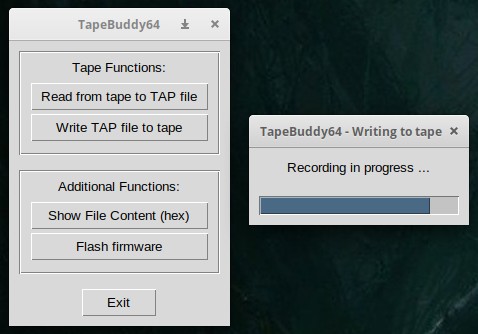 TapeBuddy64
Tape Functions:
Read from tape to TAP file
Write TAP file to tape
Additional Functions:
Show File Content (hex)
Flash firmware
Exit
TapeBuddy64 - Writing to tape
Recording in progress ...